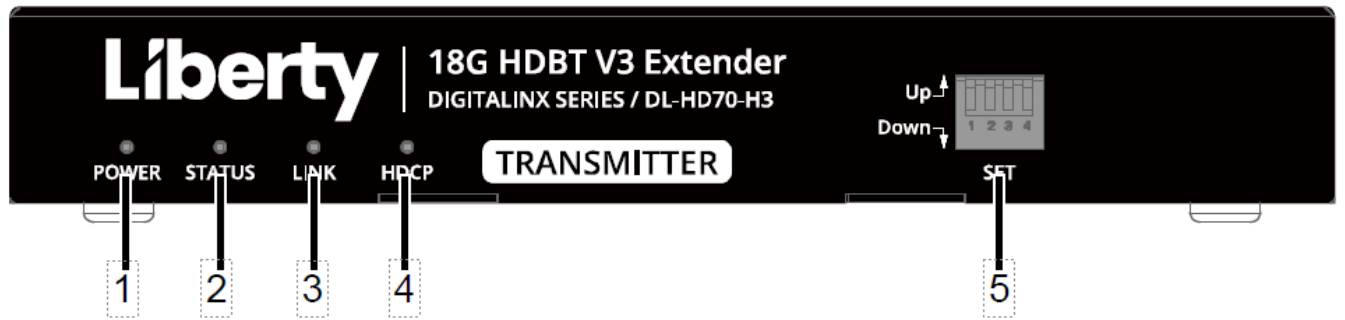 Liberty
18G HDBT V3 Extender
DIGITALINX SERIES / DL-HD70-H3
Up
Down
1 2 3 4
POWER STATUS LINK HDCP
TRANSMITTER
SET
1 2 3 4 5